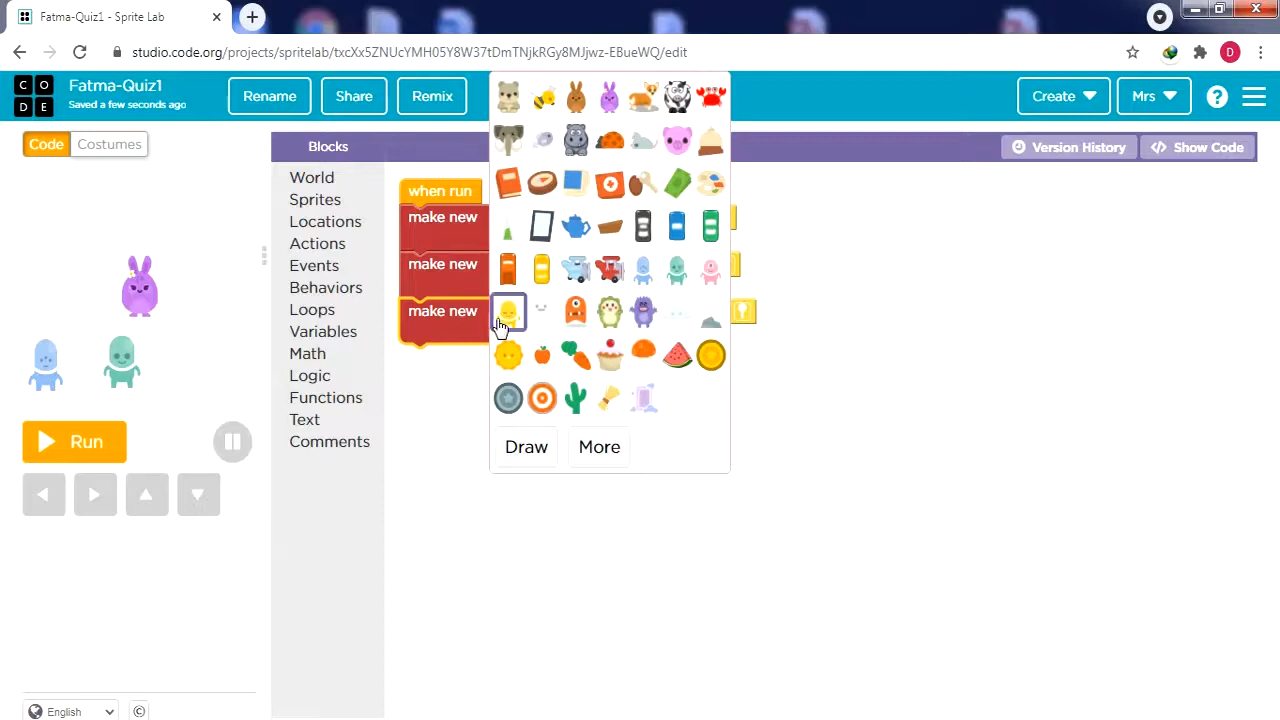 Fatma-Quiz1 - Sprite Lab
studio.code.org/projects/spritelab/txcXx5ZNUcYMH05Y8W37tDmTNjkRGy8MJjwz-EBueWQ/edit
D
C O
D E
Fatma-Quiz1
Saved a few seconds ago
Rename
Share
Remix
Create
Mrs
?
Code
Costumes
Blocks
Version History
Show Code
World
Sprites
Locations
Actions
Events
Behaviors
Loops
Variables
Math
Logic
Functions
Text
Comments
when run
make new
make new
make new
Draw
More
Run
English
©